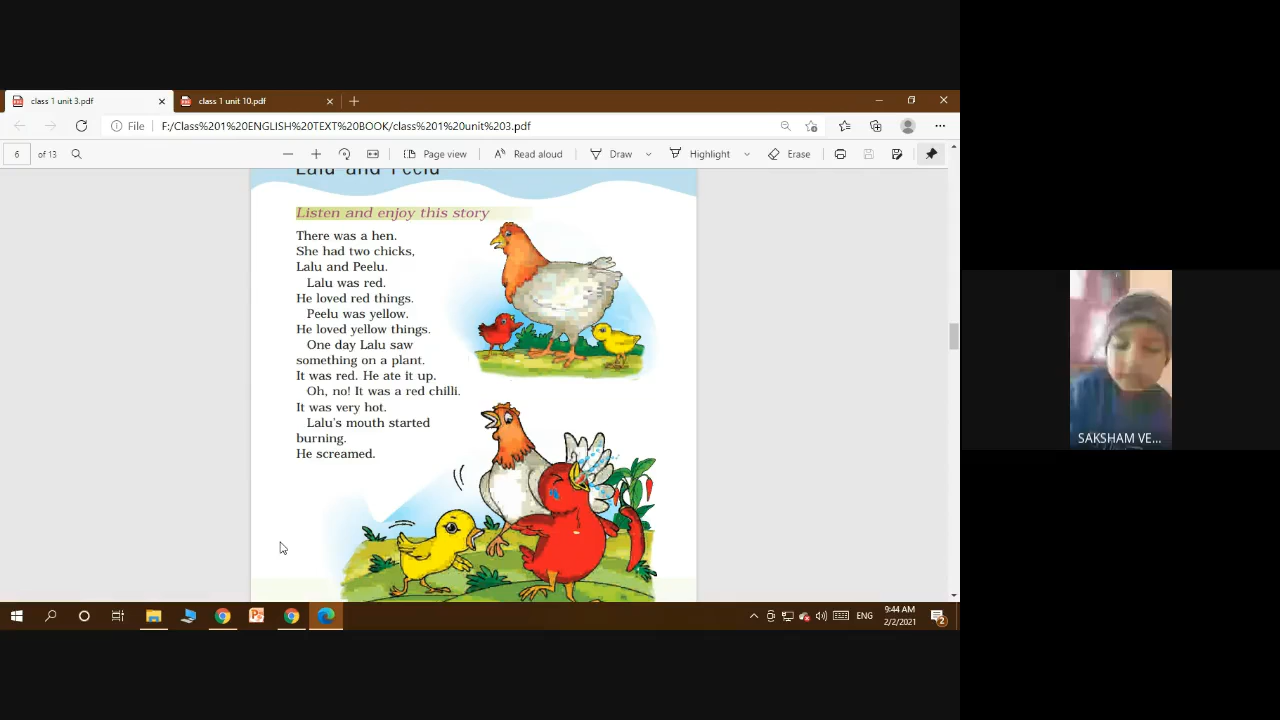 class 1 unit 3.pdf
class 1 unit 10.pdf
File
F:/Class%201%20ENGLISH%20TEXT%20BOOK/class%201%20unit%203.pdf
6 of 13
Page view
Read aloud
Draw
Highlight
Erase
Lalu and Peelu
Listen and enjoy this story
There was a hen.
She had two chicks,
Lalu and Peelu.
Lalu was red.
He loved red things.
Peelu was yellow.
He loved yellow things.
One day Lalu saw
something on a plant.
It was red. He ate it up.
Oh, no! It was a red chilli.
It was very hot.
Lalu's mouth started
burning.
He screamed.
SAKSHAM VE...
ENG
9:44 AM
2/2/2021
2